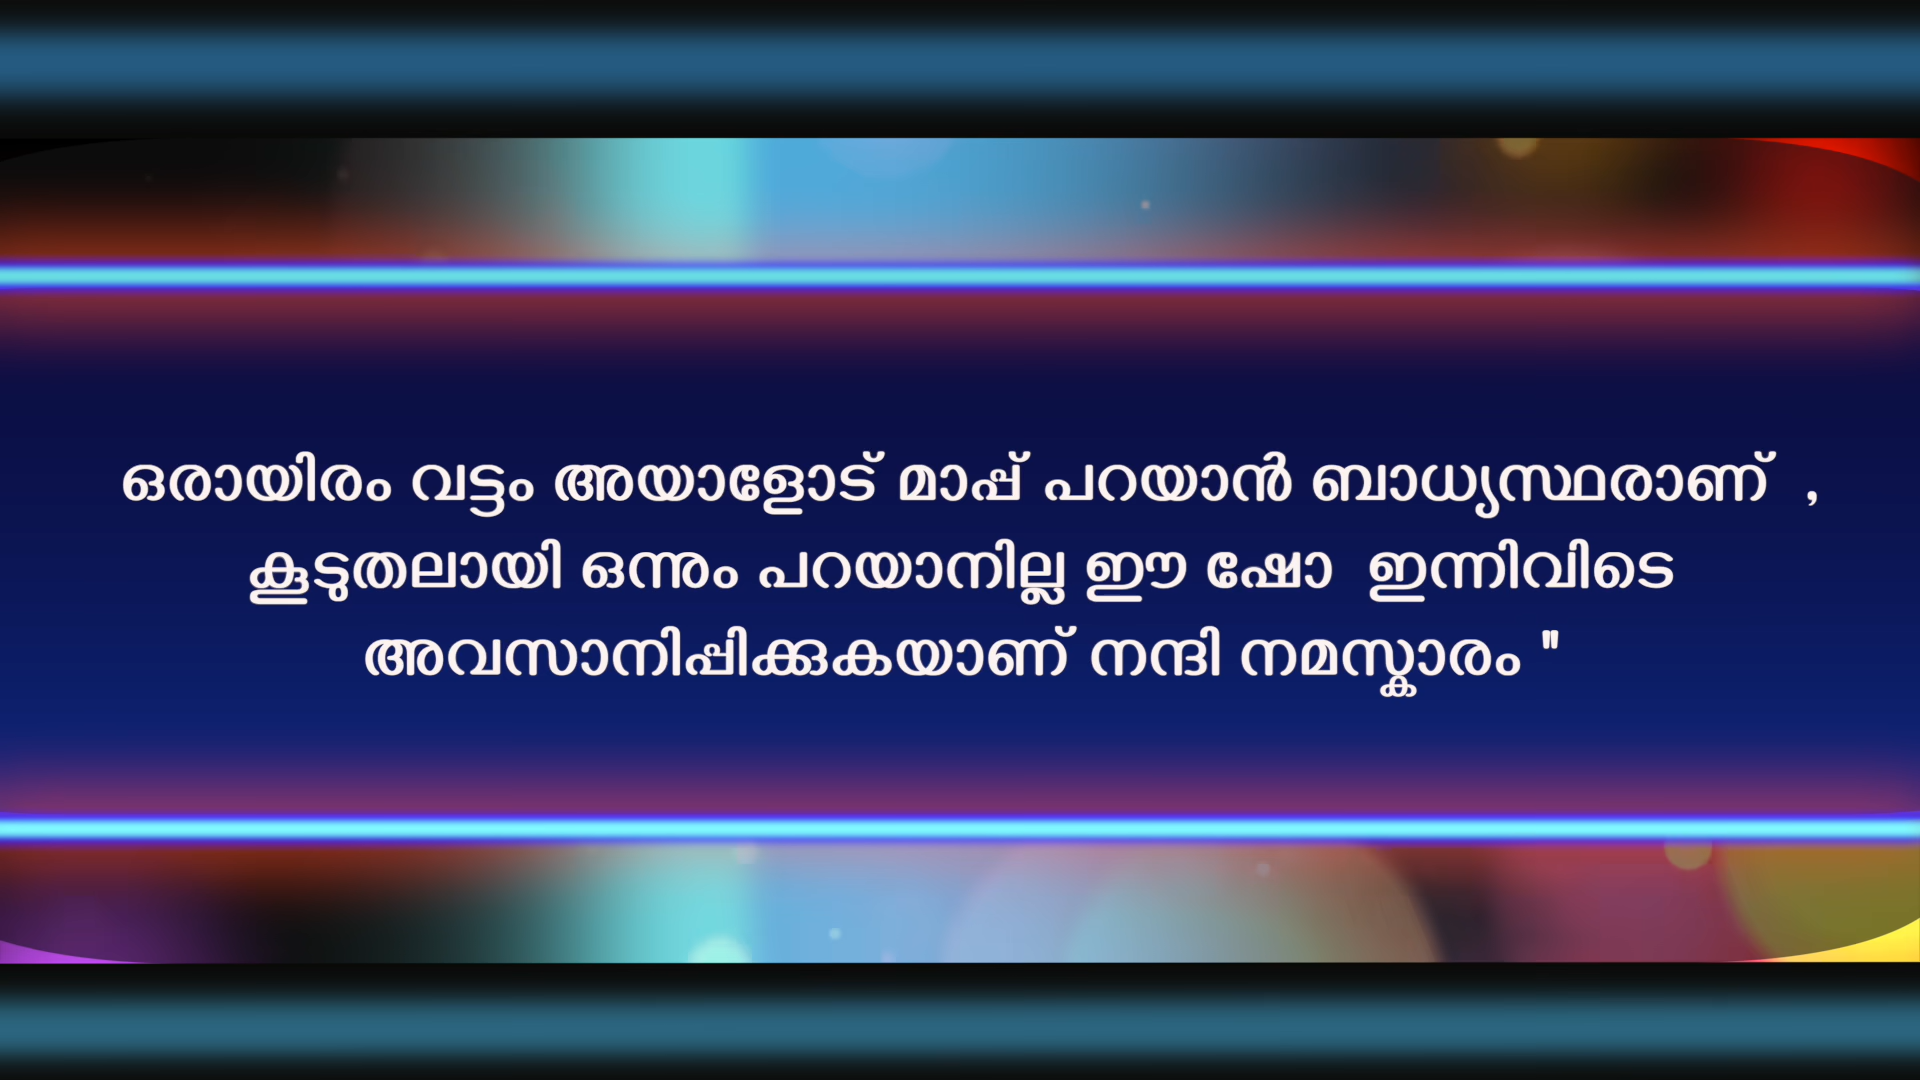 ഒരായിരം വട്ടം അയാളോട് മാപ്പ് പറയാൻ ബാധ്യസ്ഥരാണ് ,
കൂടുതലായി ഒന്നും പറയാനില്ല ഈ ഷോ ഇന്നിവിടെ
അവസാനിപ്പിക്കുകയാണ് നന്ദി നമസ്കാരം "